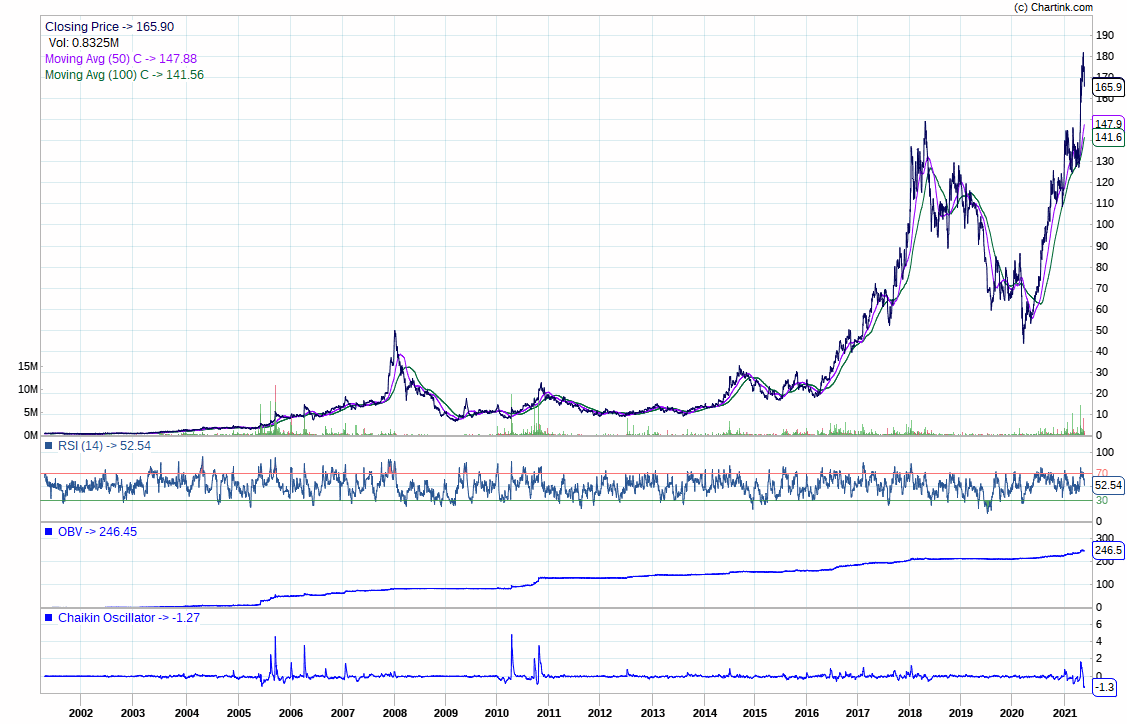 (c) Chartink.com
Closing Price -> 165.90
Vol: 0.8325M
Moving Avg (50) C -> 147.88
Moving Avg (100) C -> 141.56
190
180
170
165.9
160
147.9
141.6
130
120
110
100
90
80
70
60
50
40
30
20
10
0
15M
10M
5M
0M
RSI (14) -> 52.54
100
70
52.54
30
0
OBV -> 246.45
300
246.5
200
100
0
Chaikin Oscillator -> -1.27
6
4
2
0
-1.3
2002 2003 2004 2005 2006 2007 2008 2009 2010 2011 2012 2013 2014 2015 2016 2017 2018 2019 2020 2021